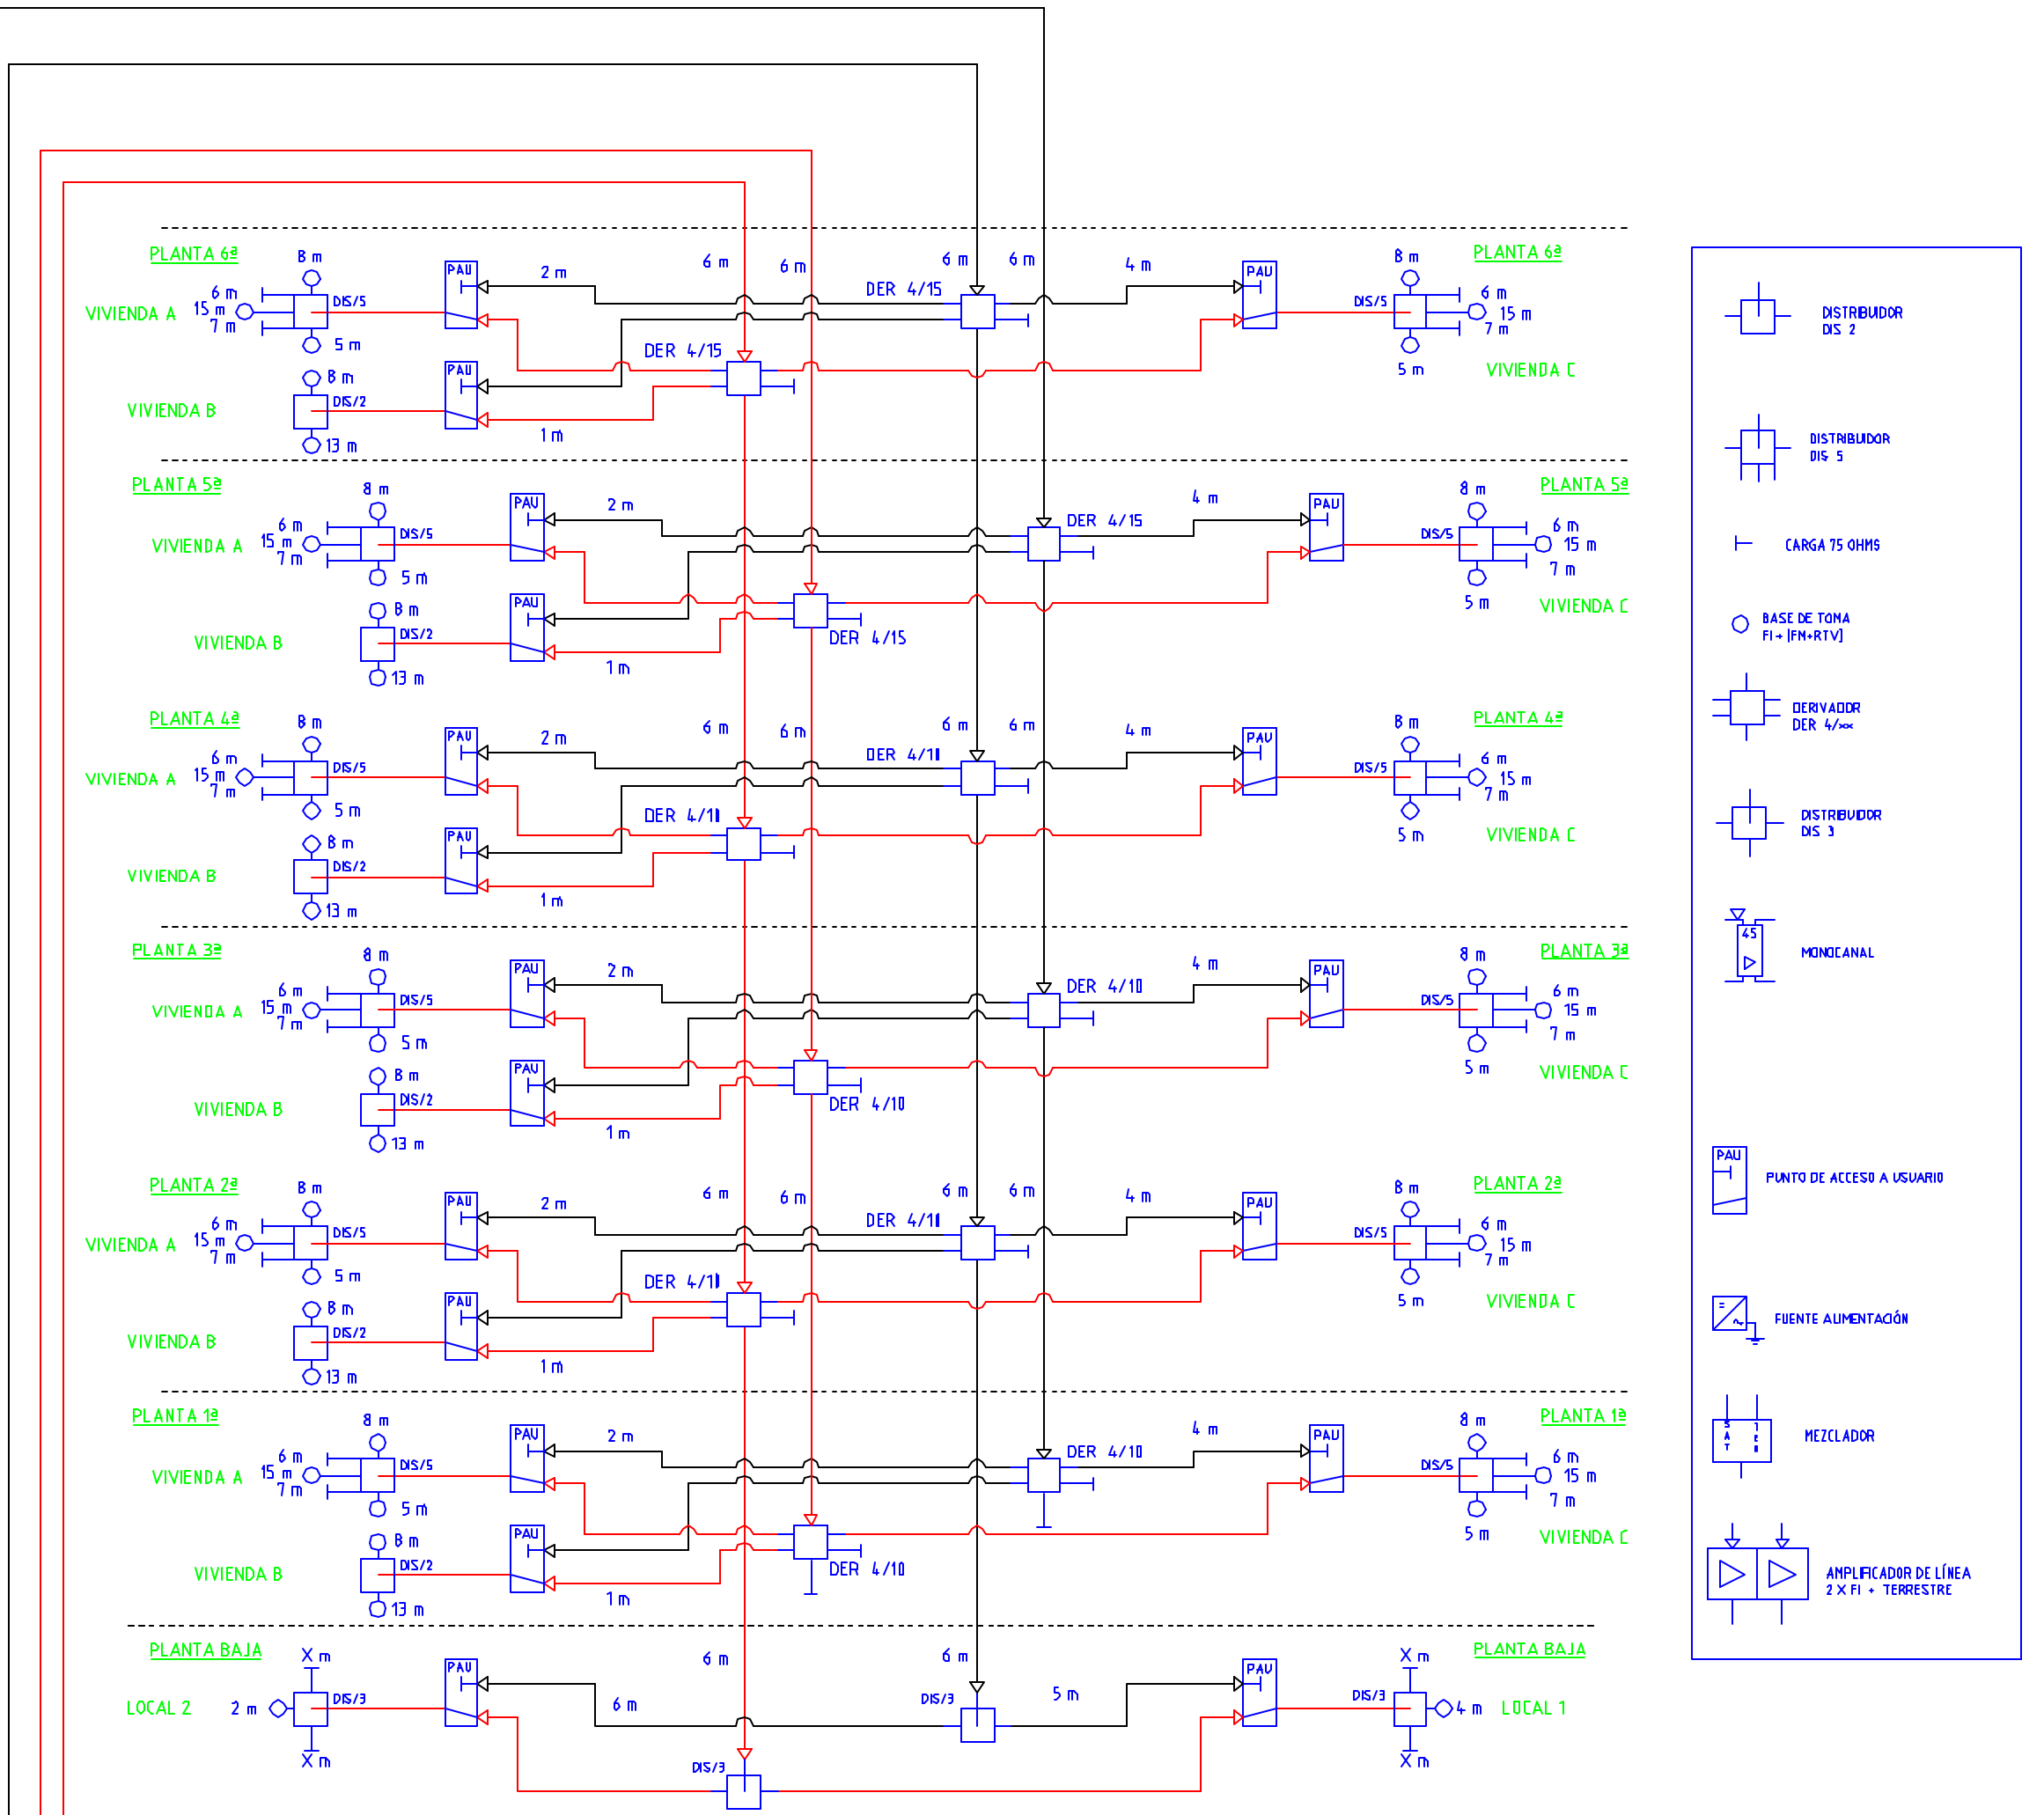 PLANTA 6ª
8 m
6 m
15 m
7 m
5 m
VIVIENDA A
DIS/5
PAU
2 m
6 m
6 m
6 m
6 m
DER 4/15
4 m
PAU
DIS/5
8 m
6 m
15 m
7 m
5 m
PLANTA 6ª
VIVIENDA C
DER 4/15
VIVIENDA B
8 m
DIS/2
13 m
PAU
1 m
PLANTA 5ª
8 m
6 m
15 m
7 m
5 m
VIVIENDA A
DIS/5
PAU
2 m
DER 4/15
4 m
PAU
DIS/5
8 m
6 m
15 m
7 m
5 m
PLANTA 5ª
VIVIENDA C
VIVIENDA B
8 m
DIS/2
13 m
PAU
1 m
DER 4/15
PLANTA 4ª
8 m
6 m
15 m
7 m
5 m
VIVIENDA A
DIS/5
PAU
2 m
6 m
6 m
6 m
6 m
4 m
PAU
DIS/5
8 m
6 m
15 m
7 m
5 m
PLANTA 4ª
VIVIENDA C
VIVIENDA B
8 m
DIS/2
13 m
PAU
1 m
PLANTA 3ª
8 m
6 m
15 m
7 m
5 m
VIVIENDA A
DIS/5
PAU
2 m
DER 4/10
4 m
PAU
DIS/5
8 m
6 m
15 m
7 m
5 m
PLANTA 3ª
VIVIENDA C
VIVIENDA B
8 m
DIS/2
13 m
PAU
1 m
DER 4/10
PLANTA 2ª
8 m
6 m
15 m
7 m
5 m
VIVIENDA A
DIS/5
PAU
2 m
6 m
6 m
6 m
6 m
4 m
PAU
DIS/5
8 m
6 m
15 m
7 m
5 m
PLANTA 2ª
VIVIENDA C
VIVIENDA B
8 m
DIS/2
13 m
PAU
1 m
PLANTA 1ª
8 m
6 m
15 m
7 m
5 m
VIVIENDA A
DIS/5
PAU
2 m
DER 4/10
4 m
PAU
DIS/5
8 m
6 m
15 m
7 m
5 m
PLANTA 1ª
VIVIENDA C
VIVIENDA B
8 m
DIS/2
13 m
PAU
1 m
DER 4/10
PLANTA BAJA
X m
LOCAL 2
2 m
DIS/3
X m
PAU
6 m
6 m
6 m
DIS/3
DIS/3
5 m
PAU
DIS/3
X m
4 m
X m
PLANTA BAJA
LOCAL 1
DISTRIBUIDOR
DIS 2
DISTRIBUIDOR
DIS 5
CARGA 75 OHMS
BASE DE TOMA
FI + [FM+RTV]
DERIVADOR
DER 4/xx
DISTRIBUIDOR
DIS 3
45
MONOCANAL
PAU
PUNTO DE ACCESO A USUARIO
FUENTE ALIMENTACIÓN
SAT
MEZCLADOR
AMPLIFICADOR DE LÍNEA
2 X FI + TERRESTRE